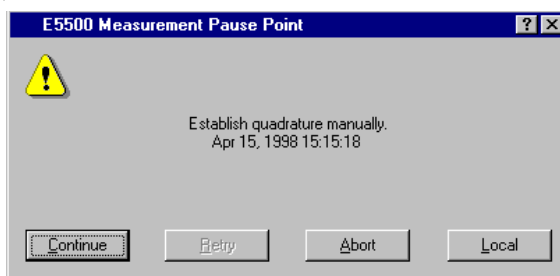 E5500 Measurement Pause Point
Establish quadrature manually.
Apr 15, 1998 15:15:18
Continue
Retry
Abort
Local